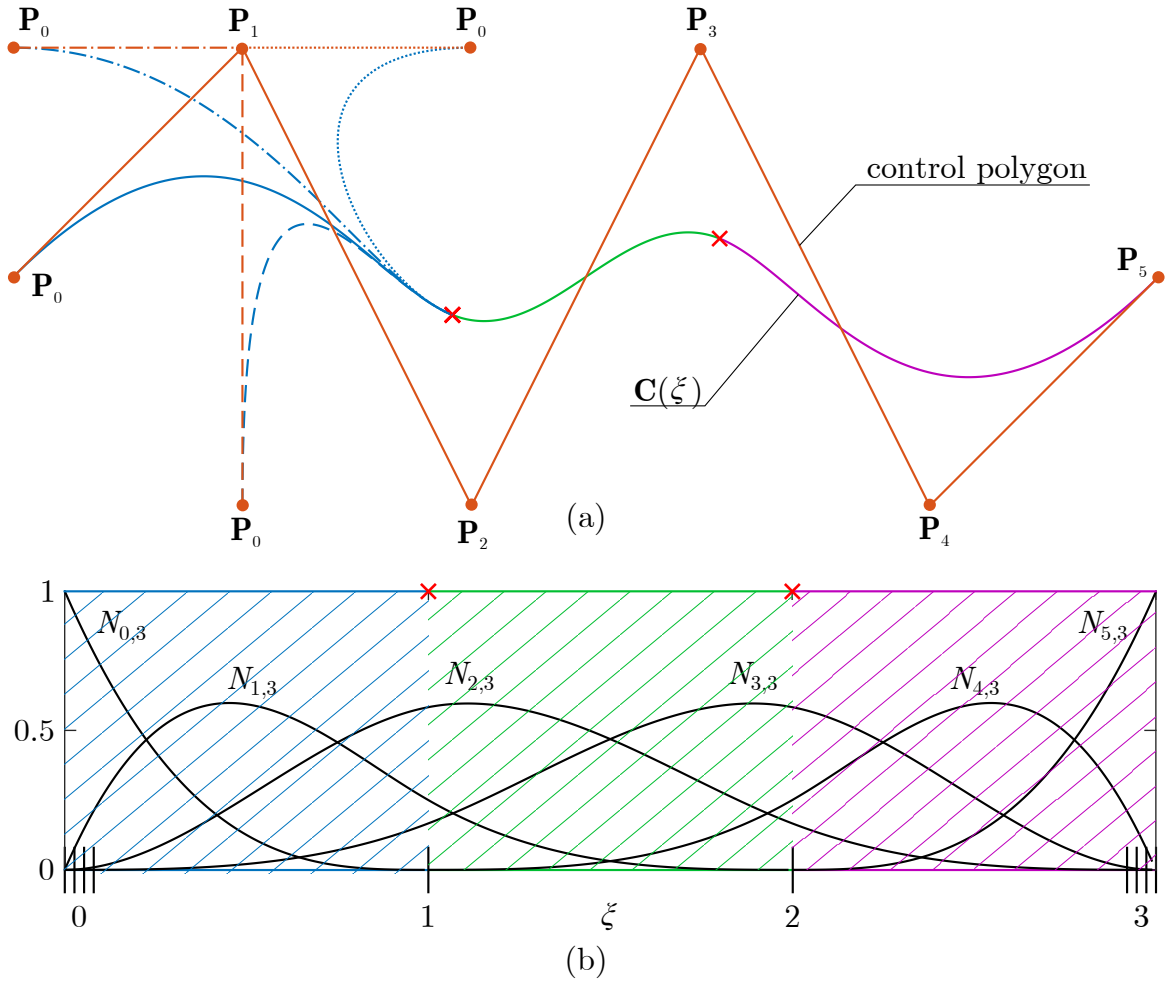 P₀ P₁ P₀ P₃
control polygon
P₅
P₀
C(ξ)
P₀ P₂ (a) P₄
1
N₀,₃ N₅,₃
N₁,₃ N₂,₃ N₃,₃ N₄,₃
0.5
0
0 1 ξ 2 3
(b)